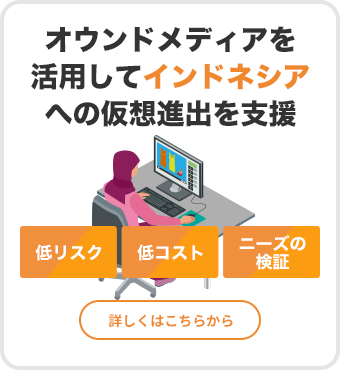 オウンドメディアを
活用してインドネシア
への仮想進出を支援
低リスク
低コスト
ニーズの
検証
詳しくはこちらから